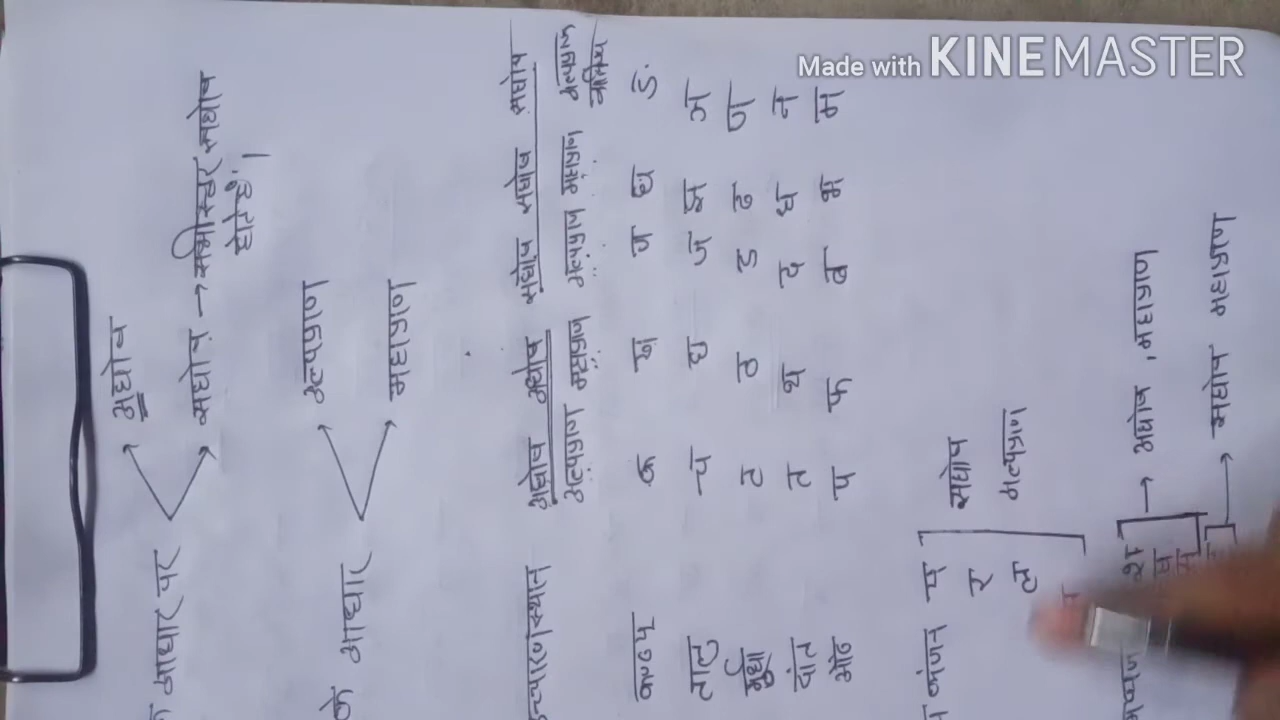 Made with KINEMASTER
के आधार पर
अघोष
सघोष → सभी स्वर सघोष
होते हैं।
के आधार
अल्पप्राण
महाप्राण
उच्चारण स्थान अघोष अघोष सघोष सघोष सघोष
अल्पप्राण महाप्राण अल्पप्राण महाप्राण अल्पप्राण
कण्ठ्य क ख ग घ ङ
तालु च छ ज झ ञ
मुर्धा ट ठ ड ढ ण
दांत त थ द ध न
ओठ प फ ब भ म
य सघोष
र अल्पप्राण
ल
श → अघोष, महाप्राण
ष
स
→ सघोष महाप्राण